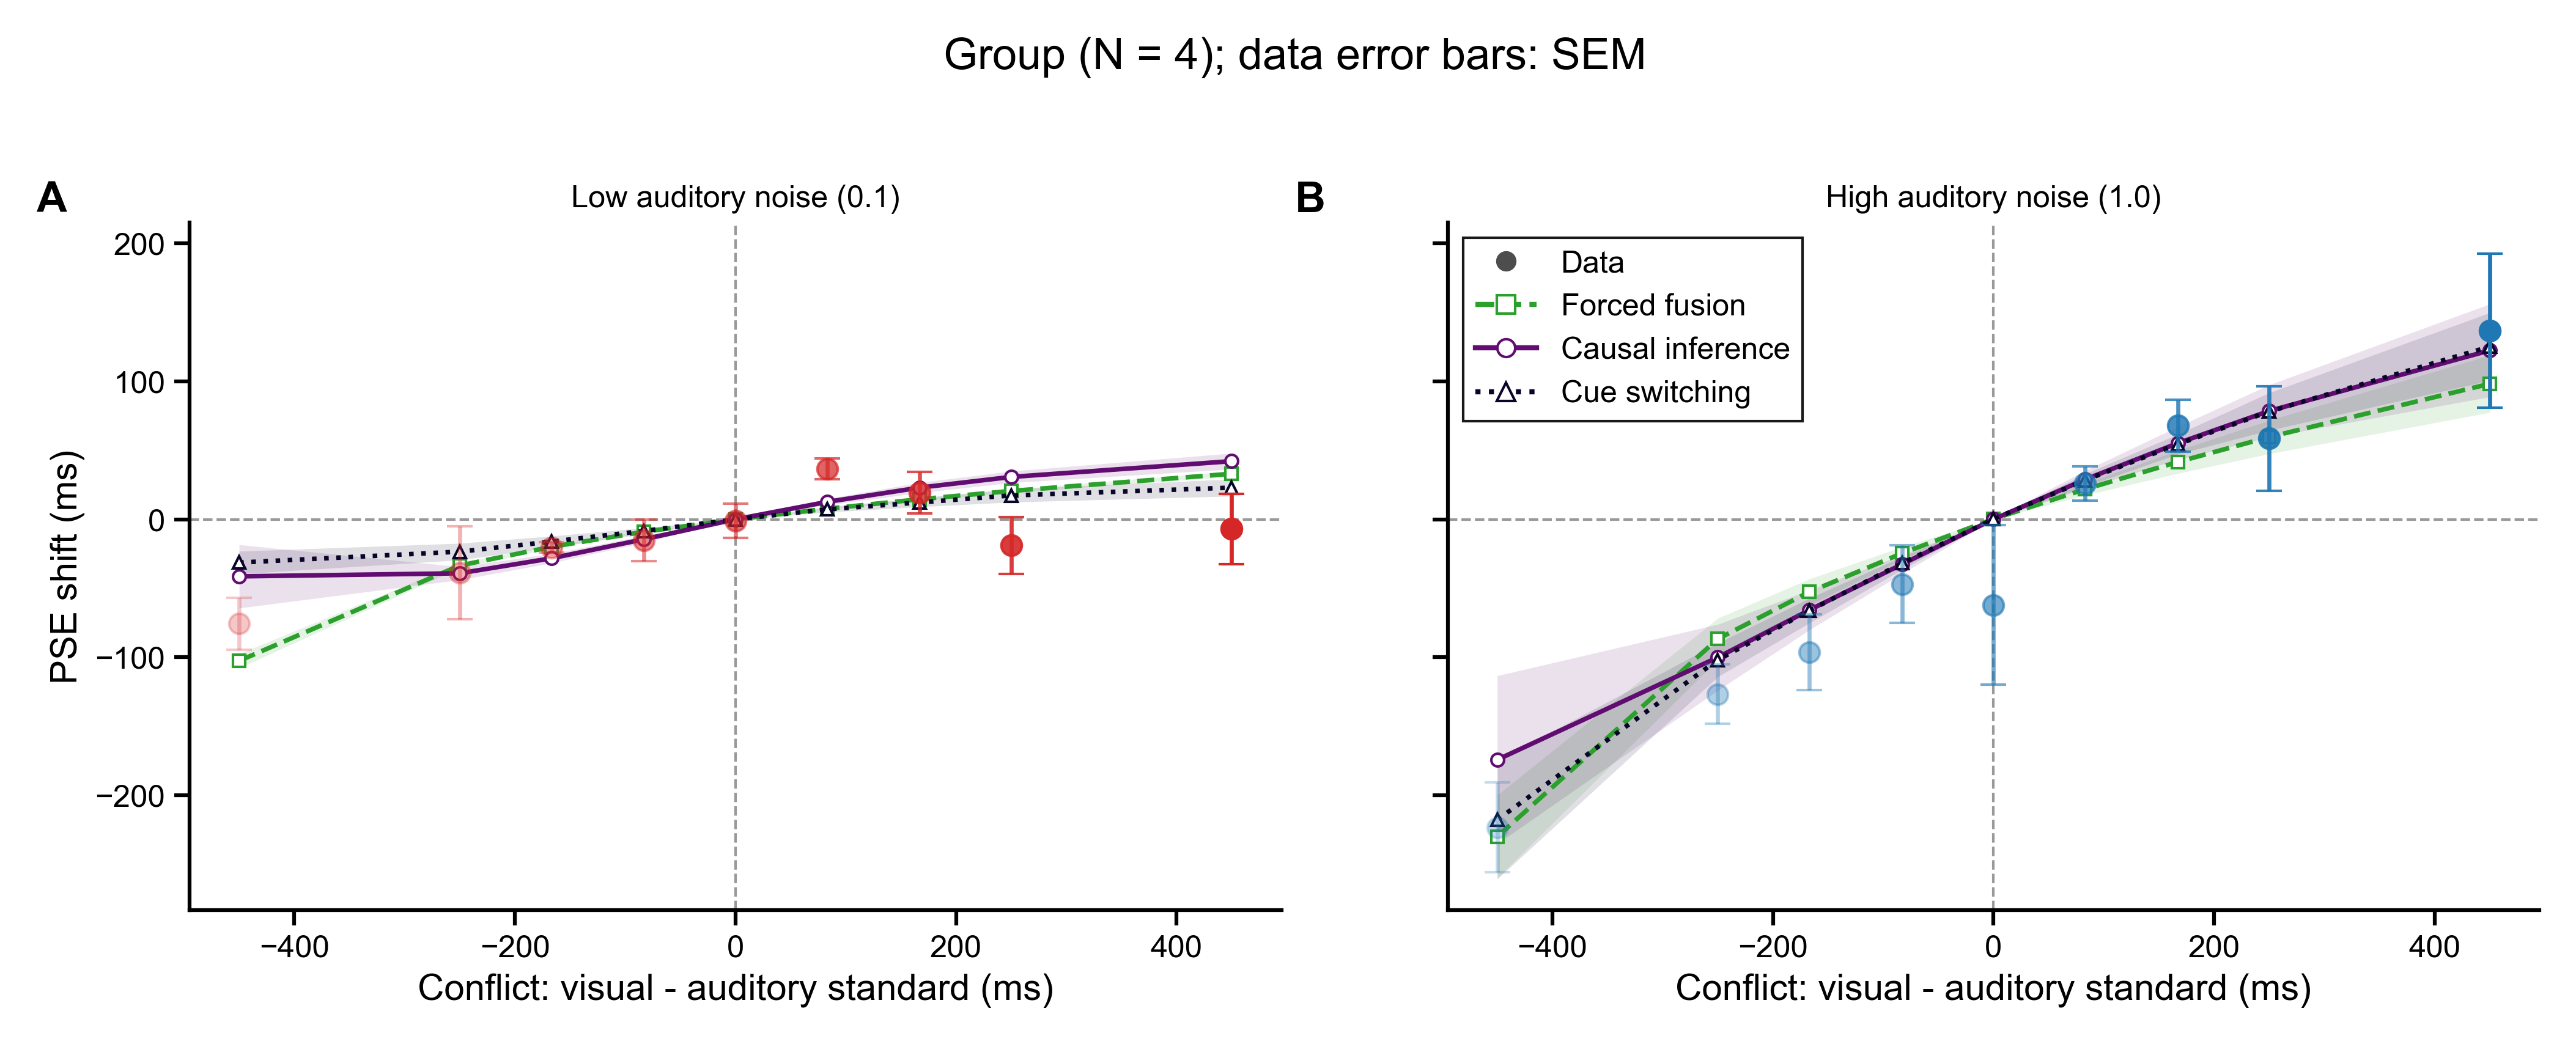 Group (N = 4); data error bars: SEM
A
Low auditory noise (0.1)
B
High auditory noise (1.0)
200
100
0
−100
−200
PSE shift (ms)
−400
−200
0
200
400
Conflict: visual - auditory standard (ms)
Data
Forced fusion
Causal inference
Cue switching
−400
−200
0
200
400
Conflict: visual - auditory standard (ms)